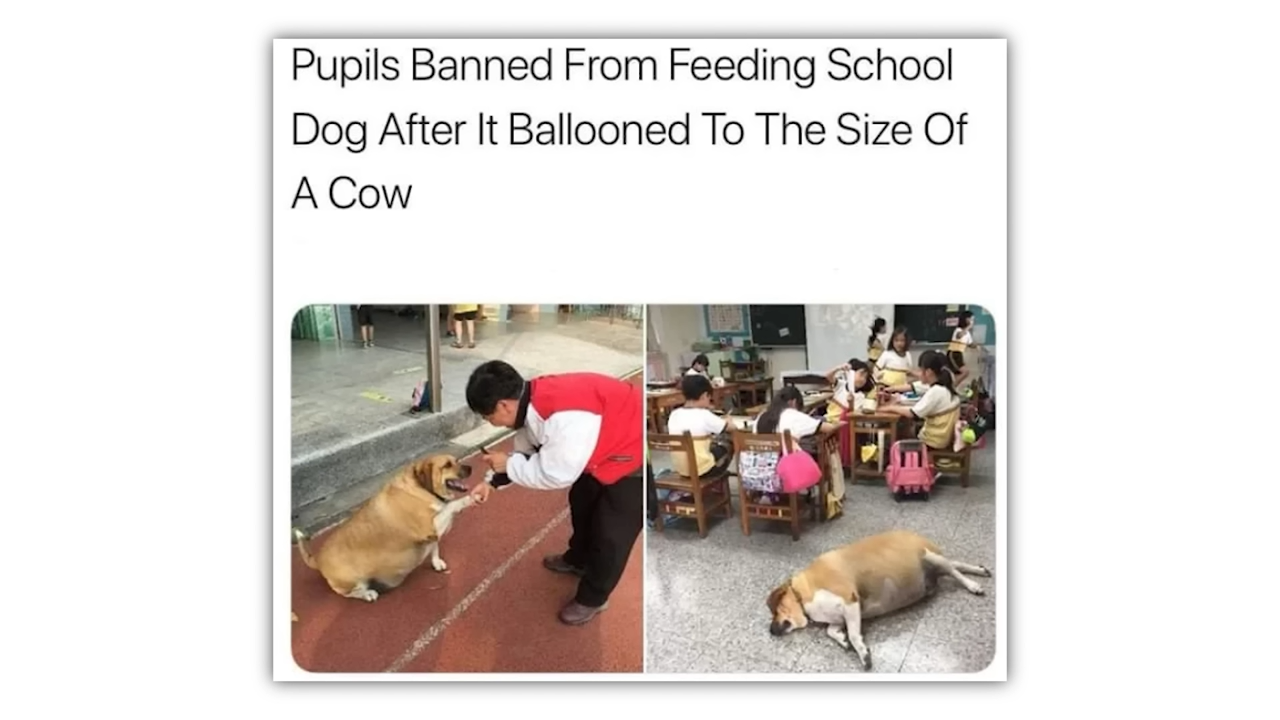 Pupils Banned From Feeding School
Dog After It Ballooned To The Size Of
A Cow